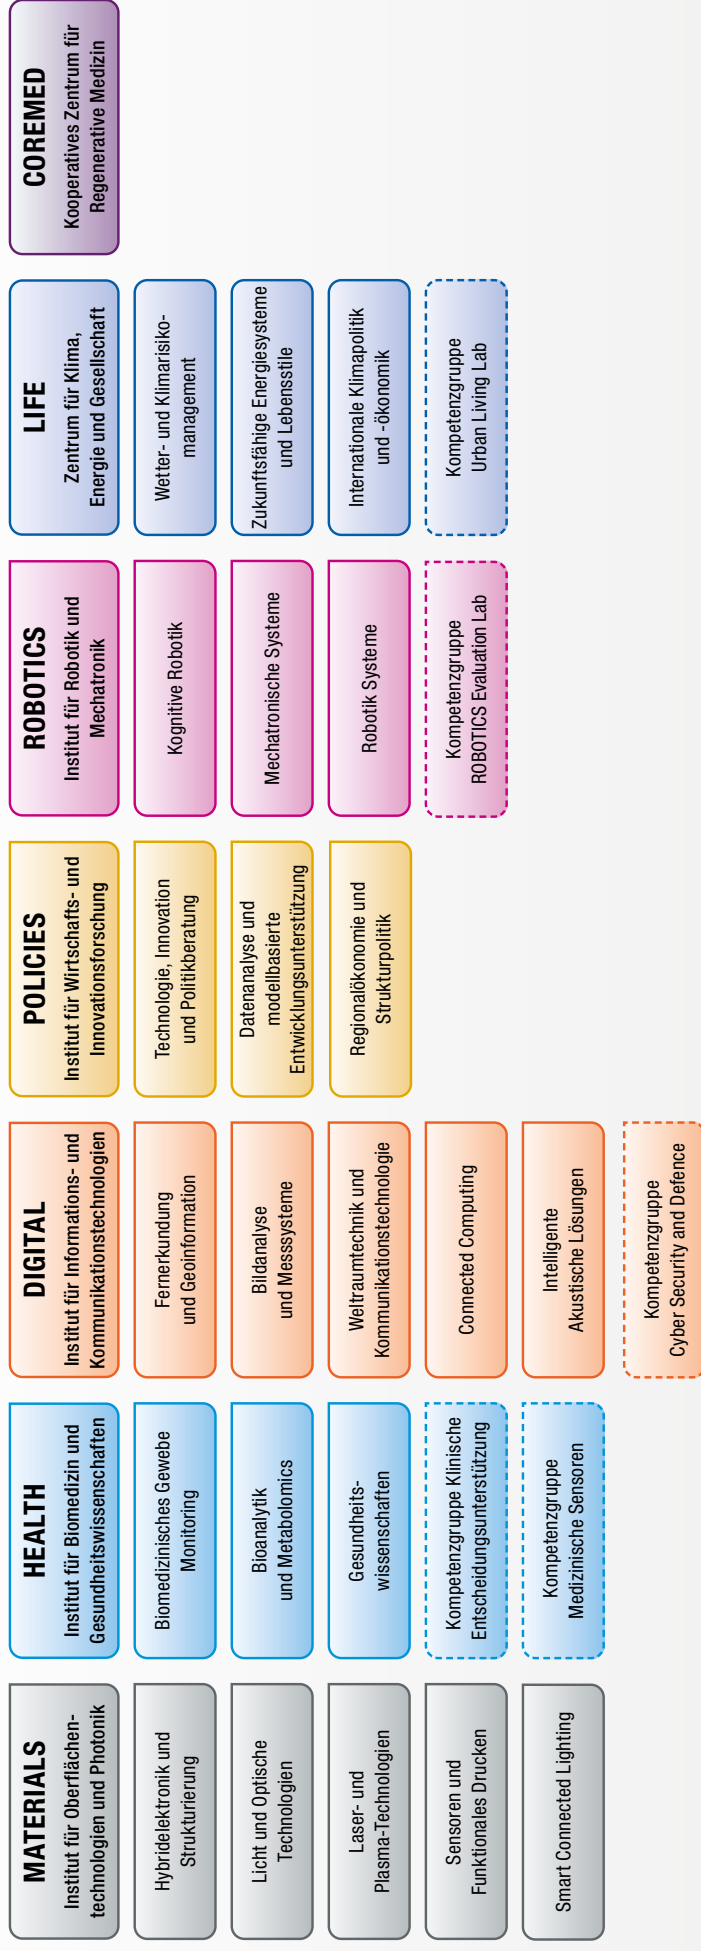 MATERIALS
Institut für Oberflächen-
technologien und Photonik
Hybridelektronik und
Strukturierung
Licht und Optische
Technologien
Laser- und
Plasma-Technologien
Sensoren und
Funktionales Drucken
Smart Connected Lighting
HEALTH
Institut für Biomedizin und
Gesundheitswissenschaften
Biomedizinisches Gewebe
Monitoring
Bioanalytik
und Metabolomics
Gesundheits-
wissenschaften
Kompetenzgruppe Klinische
Entscheidungsunterstützung
Kompetenzgruppe
Medizinische Sensoren
DIGITAL
Institut für Informations- und
Kommunikationstechnologien
Fernerkundung
und Geoinformation
Bildanalyse
und Messsysteme
Weltraumtechnik und
Kommunikationstechnologie
Connected Computing
Intelligente
Akustische Lösungen
Kompetenzgruppe
Cyber Security and Defence
POLICIES
Institut für Wirtschafts- und
Innovationsforschung
Technologie, Innovation
und Politikberatung
Datenanalyse und
modellbasierte
Entwicklungsunterstützung
Regionalökonomie und
Strukturpolitik
ROBOTICS
Institut für Robotik und
Mechatronik
Kognitive Robotik
Mechatronische Systeme
Robotik Systeme
Kompetenzgruppe
ROBOTICS Evaluation Lab
LIFE
Zentrum für Klima,
Energie und Gesellschaft
Wetter- und Klimarisiko-
management
Zukunftsfähige Energiesysteme
und Lebensstile
Internationale Klimapolitik
und -ökonomik
Kompetenzgruppe
Urban Living Lab
COREMED
Kooperatives Zentrum für
Regenerative Medizin